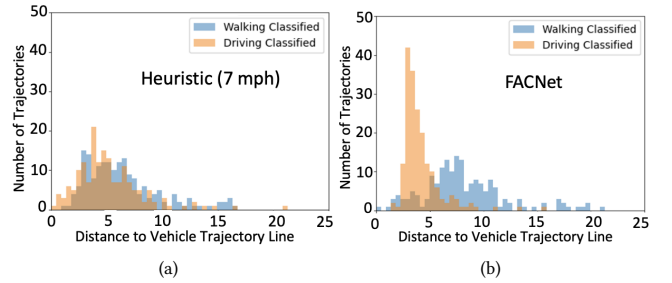 50
40
30
20
10
0
Number of Trajectories
Walking Classified
Driving Classified
Heuristic (7 mph)
0 5 10 15 20 25
Distance to Vehicle Trajectory Line
(a)
50
40
30
20
10
0
Number of Trajectories
Walking Classified
Driving Classified
FACNet
0 5 10 15 20 25
Distance to Vehicle Trajectory Line
(b)